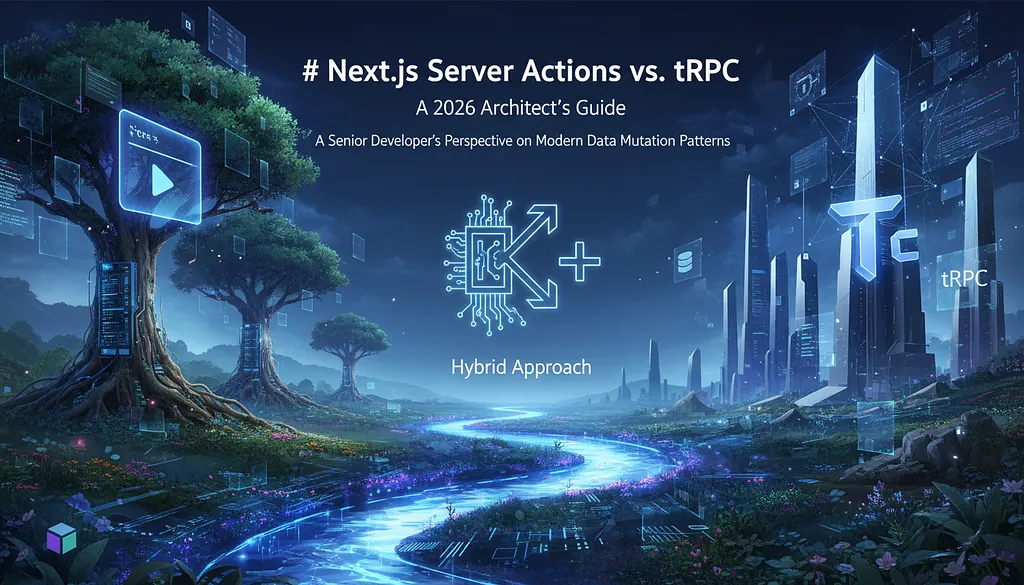 # Next.js Server Actions vs. tRPC
A 2026 Architect's Guide
A Senior Developer's Perspective on Modern Data Mutation Patterns
Tc
tRPC
Hybrid Approach